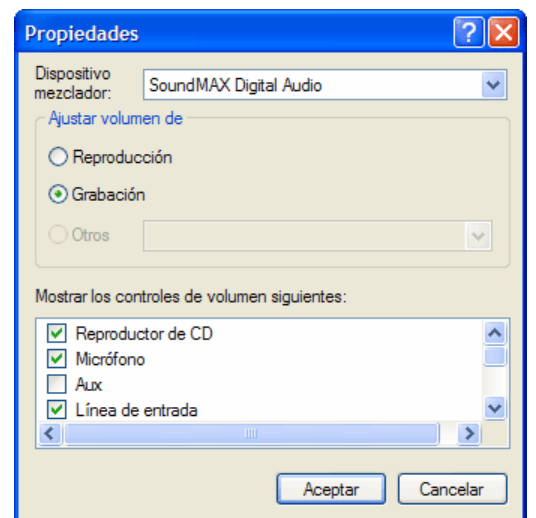 Propiedades
Dispositivo
mezclador:
SoundMAX Digital Audio
Ajustar volumen de
Reproducción
Grabación
Otros
Mostrar los controles de volumen siguientes:
Reproductor de CD
Micrófono
Aux
Línea de entrada
Aceptar
Cancelar